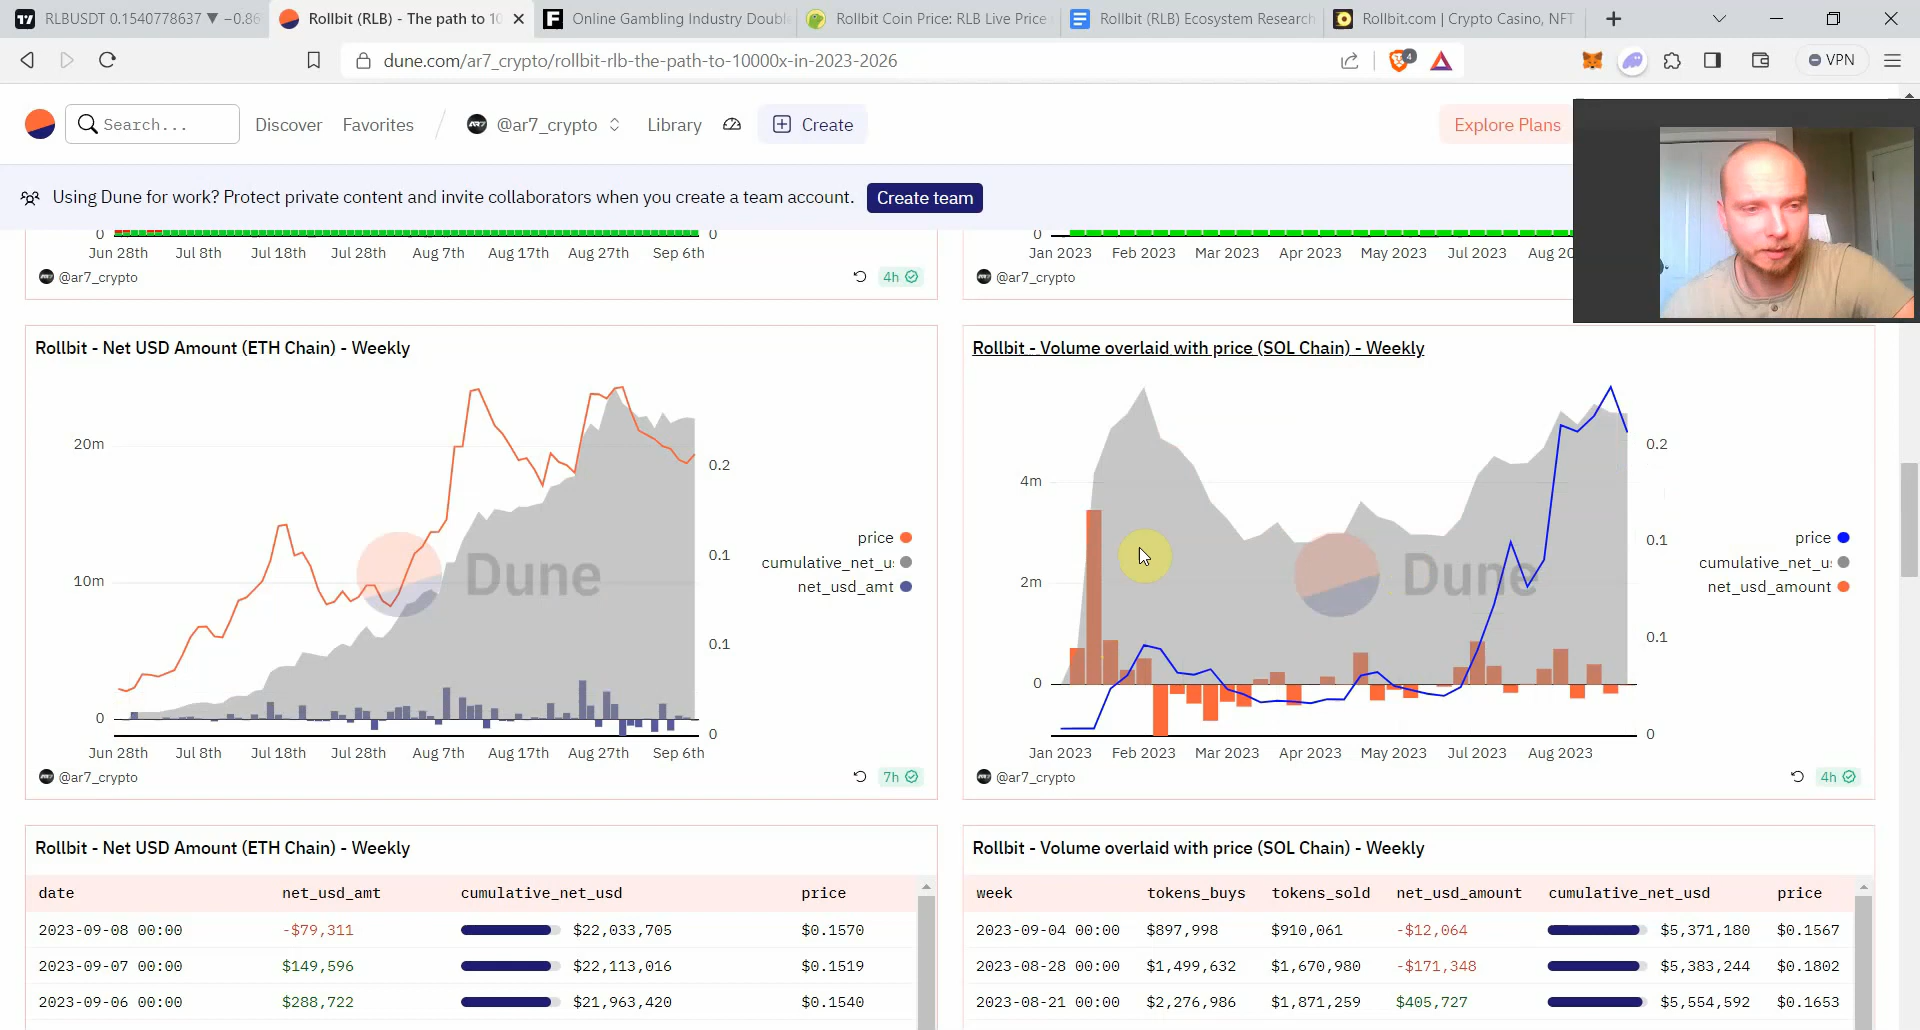 RLBUSDT 0.1540778637 ▼ −0.86
Rollbit (RLB) - The path to 10
Online Gambling Industry Doubl
Rollbit Coin Price: RLB Live Price
Rollbit (RLB) Ecosystem Research
Rollbit.com | Crypto Casino, NFT
dune.com/ar7_crypto/rollbit-rlb-the-path-to-10000x-in-2023-2026
4
VPN
Search...
Discover
Favorites
@ar7_crypto
Library
Create
Explore Plans
Using Dune for work? Protect private content and invite collaborators when you create a team account.
Create team
0
0
Jun 28th Jul 8th Jul 18th Jul 28th Aug 7th Aug 17th Aug 27th Sep 6th
@ar7_crypto
4h
0
Jan 2023 Feb 2023 Mar 2023 Apr 2023 May 2023 Jul 2023 Aug 20
@ar7_crypto
Rollbit - Net USD Amount (ETH Chain) - Weekly
20m
10m
0
0.2
0.1
0.1
0
Dune
price
cumulative_net_u
net_usd_amt
Jun 28th Jul 8th Jul 18th Jul 28th Aug 7th Aug 17th Aug 27th Sep 6th
@ar7_crypto
7h
Rollbit - Volume overlaid with price (SOL Chain) - Weekly
4m
2m
0
0.2
0.1
0.1
0
Dune
price
cumulative_net_u
net_usd_amount
Jan 2023 Feb 2023 Mar 2023 Apr 2023 May 2023 Jul 2023 Aug 2023
@ar7_crypto
4h
Rollbit - Net USD Amount (ETH Chain) - Weekly
date net_usd_amt cumulative_net_usd price
2023-09-08 00:00 -$79,311 $22,033,705 $0.1570
2023-09-07 00:00 $149,596 $22,113,016 $0.1519
2023-09-06 00:00 $288,722 $21,963,420 $0.1540
Rollbit - Volume overlaid with price (SOL Chain) - Weekly
week tokens_buys tokens_sold net_usd_amount cumulative_net_usd price
2023-09-04 00:00 $897,998 $910,061 -$12,064 $5,371,180 $0.1567
2023-08-28 00:00 $1,499,632 $1,670,980 -$171,348 $5,383,244 $0.1802
2023-08-21 00:00 $2,276,986 $1,871,259 $405,727 $5,554,592 $0.1653